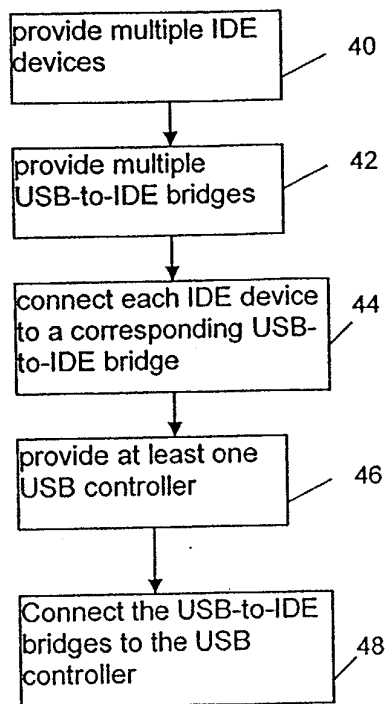 provide multiple IDE
devices
40
provide multiple
USB-to-IDE bridges
42
connect each IDE device
to a corresponding USB-
to-IDE bridge
44
provide at least one
USB controller
46
Connect the USB-to-IDE
bridges to the USB
controller
48